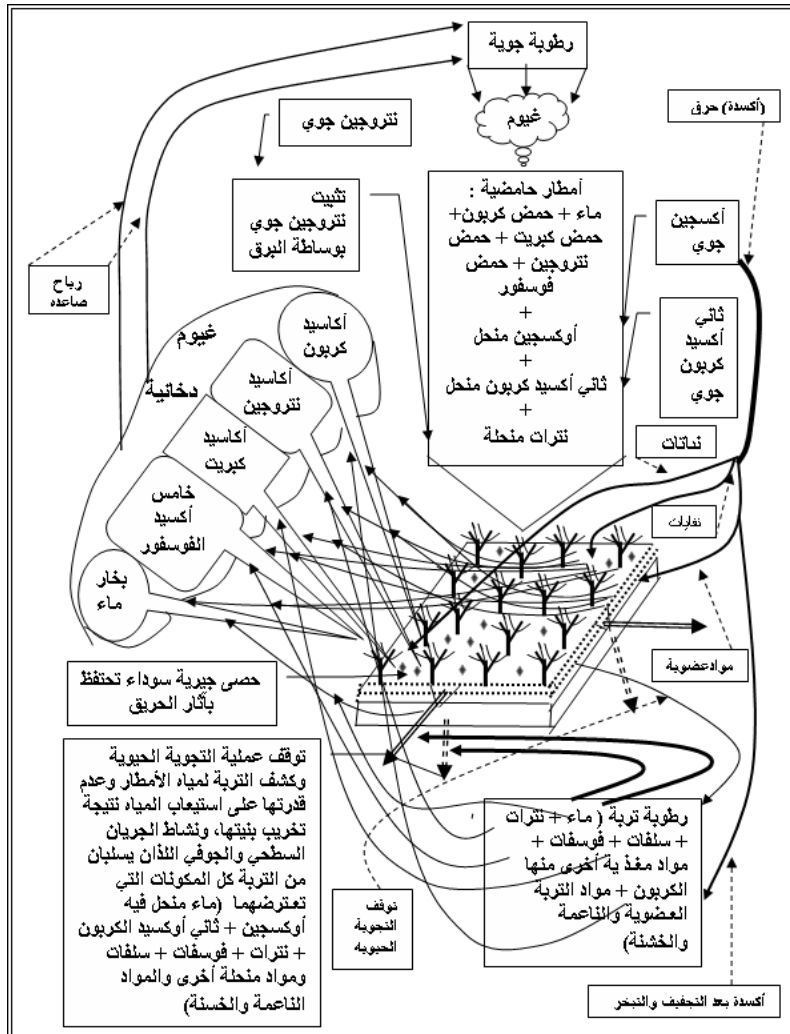 رطوبة جوية
غيوم
(أكسدة) حرق
نتروجين جوي
أمطار حامضية :
ماء + حمض كربون+
حمض كبريت + حمض
نتروجين + حمض
فوسفور
+
أوكسجين منحل
+
ثاني أكسيد كربون منحل
+
نترات منحلة
تثبيت
نتروجين جوي
بوساطة البرق
أكسجين
جوي
رياح
صاعده
ثاني
أكسيد
كربون
جوي
غيوم
دخانية
أكاسيد
كربون
أكاسيد
نتروجين
أكاسيد
كبريت
خامس
أكسيد
الفوسفور
بخار
ماء
نباتات
نفايات
موادعضوية
حصى جيرية سوداء تحتفظ
بآثار الحريق
توقف عملية التجوية الحيوية
وكشف التربة لمياه الأمطار وعدم
قدرتها على استيعاب المياه نتيجة
تخريب بنيتها، ونشاط الجريان
السطحي والجوفي اللذان يسلبان
من التربة كل المكونات التي
تعترضهما (ماء منحل فيه
أوكسجين + ثاني أوكسيد الكربون
+ نترات + فوسفات + سلفات
ومواد منحلة أخرى والمواد
الناعمة والخسنة)
رطوبة تربة ( ماء + نترات
+ سلفات + فوسفات +
مواد مغذية أخرى منها
الكربون + مواد التربة
العضوية والناعمة
والخشنة)
توقف
التجوية
الحيويه
أكسدة بعد التجفيف والتبخر